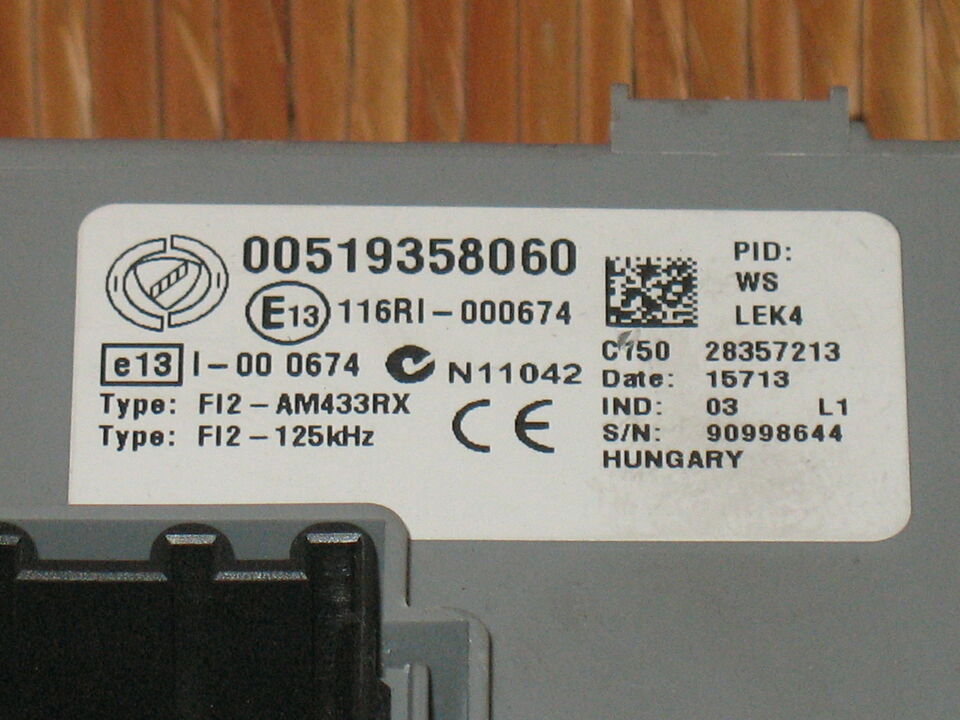 00519358060
E13 116RI-000674
e13 I-00 0674
N11042
Type: FI2-AM433RX
Type: FI2-125kHz
CE
PID:
WS
LEK4
C150 28357213
Date: 15713
IND: 03 L1
S/N: 90998644
HUNGARY